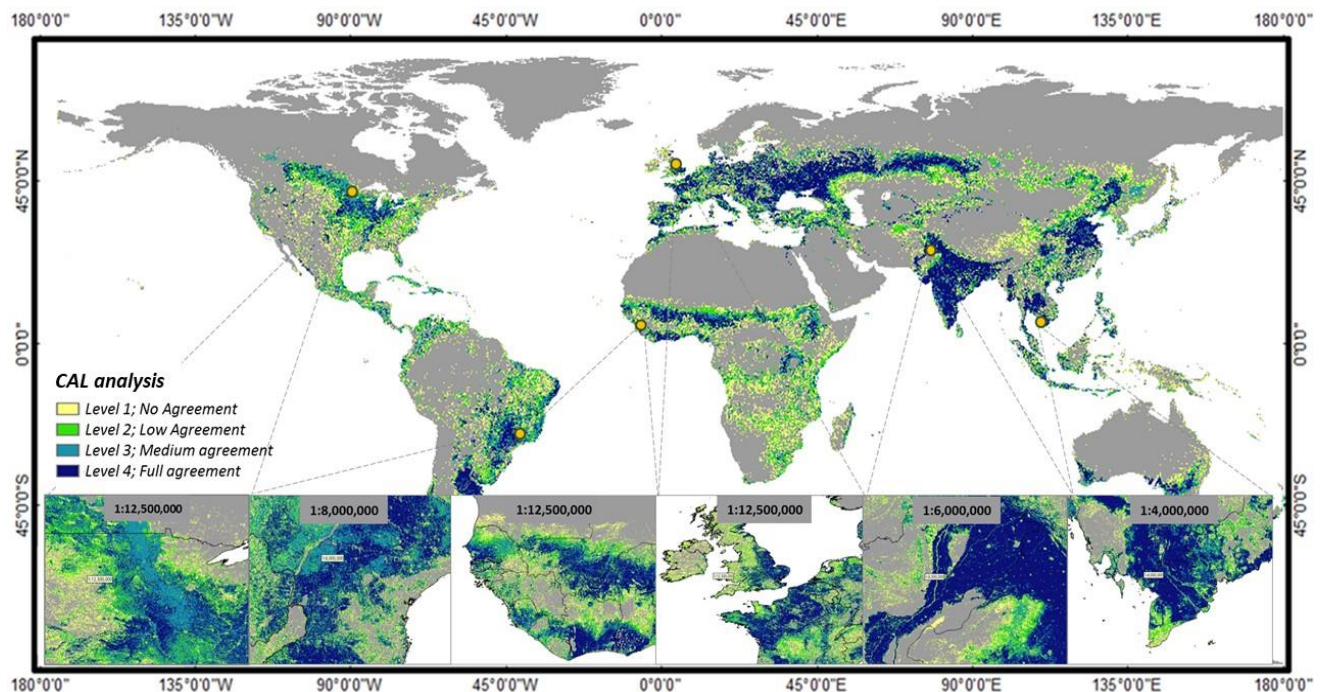 180°0'0" 135°0'0"W 90°0'0"W 45°0'0"W 0°0'0" 45°0'0"E 90°0'0"E 135°0'0"E 180°0'0"
45°0'0"N 45°0'0"N
0°0'0" 0°0'0"
CAL analysis
Level 1; No Agreement
Level 2; Low Agreement
Level 3; Medium agreement
Level 4; Full agreement
45°0'0"S 45°0'0"S
1:12,500,000 1:8,000,000 1:12,500,000 1:12,500,000 1:6,000,000 1:4,000,000
180°0'0" 135°0'0"W 90°0'0"W 45°0'0"W 0°0'0" 45°0'0"E 90°0'0"E 135°0'0"E 180°0'0"